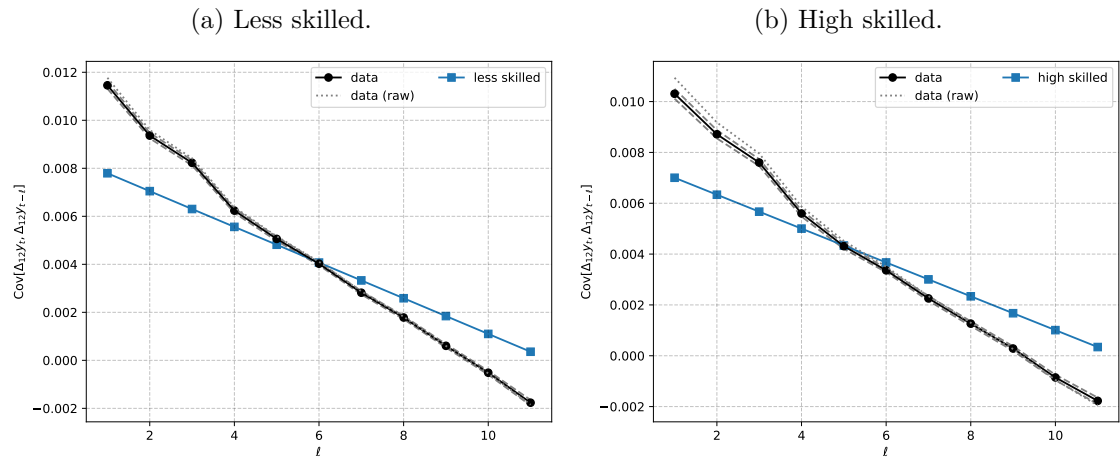 (a) Less skilled.
data
data (raw)
less skilled
0.012
0.010
0.008
0.006
0.004
0.002
0.000
−0.002
Cov[Δ₁₂yₜ, Δ₁₂yₜ₋ℓ]
2 4 6 8 10
ℓ
(b) High skilled.
data
data (raw)
high skilled
0.010
0.008
0.006
0.004
0.002
0.000
−0.002
Cov[Δ₁₂yₜ, Δ₁₂yₜ₋ℓ]
2 4 6 8 10
ℓ